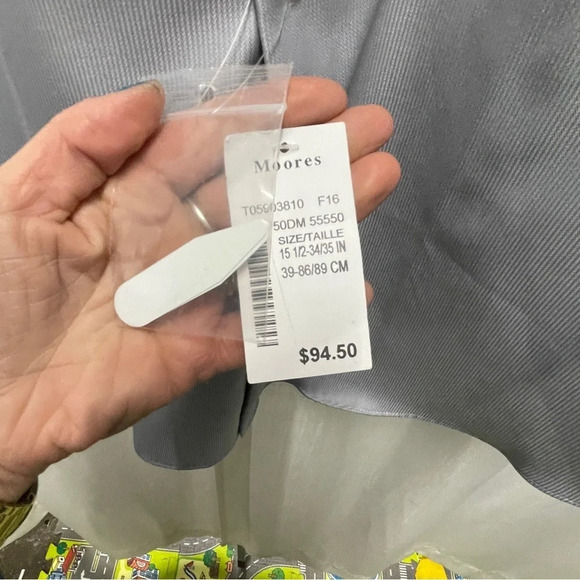 Moores
T05903810 F16
50DM 55550
SIZE/TAILLE
15 1/2-34/35 IN
39-86/89 CM
$94.50